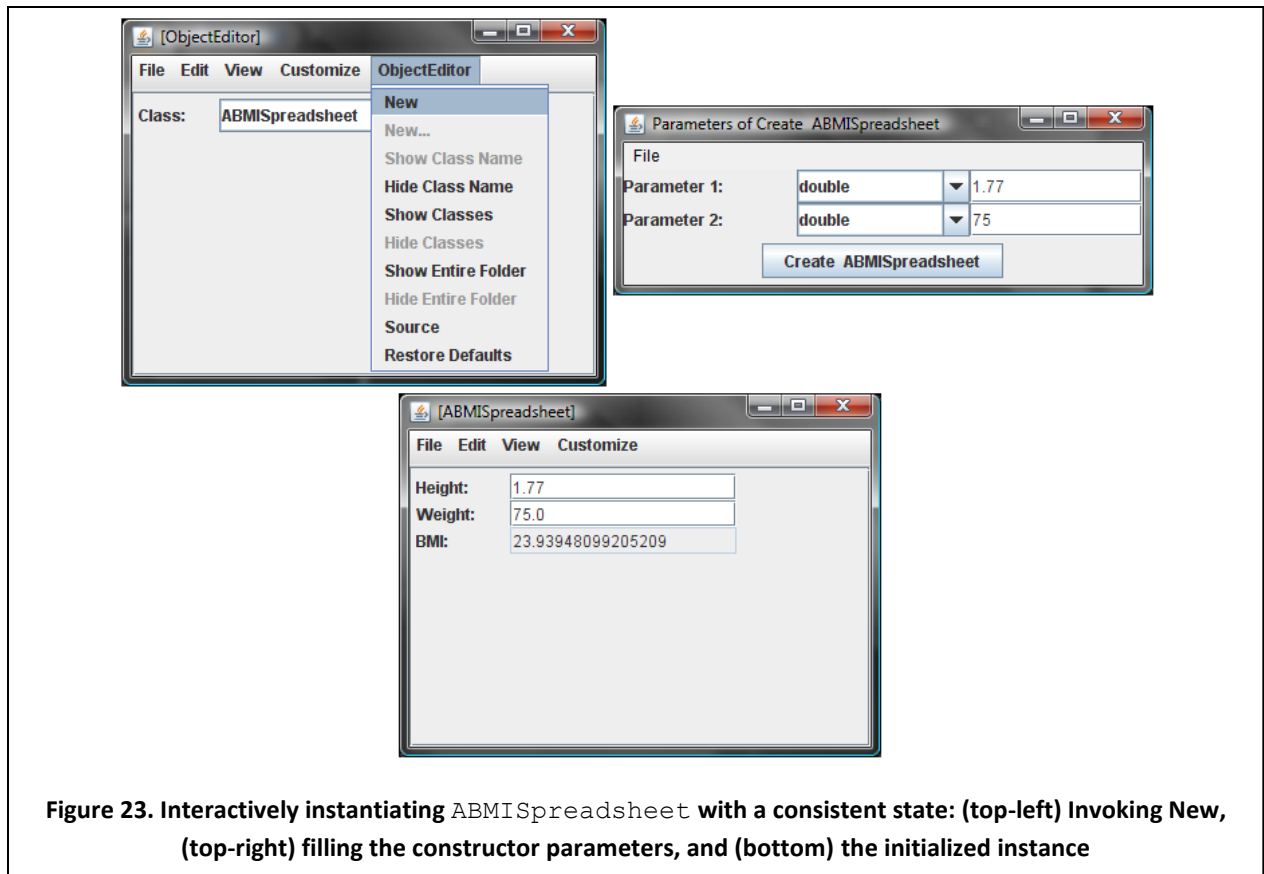 [ObjectEditor]
File Edit View Customize ObjectEditor
Class: ABMISpreadsheet
New
New...
Show Class Name
Hide Class Name
Show Classes
Hide Classes
Show Entire Folder
Hide Entire Folder
Source
Restore Defaults
Parameters of Create ABMISpreadsheet
File
Parameter 1: double 1.77
Parameter 2: double 75
Create ABMISpreadsheet
[ABMISpreadsheet]
File Edit View Customize
Height: 1.77
Weight: 75.0
BMI: 23.93948099205209
Figure 23. Interactively instantiating ABMISpreadsheet with a consistent state: (top-left) Invoking New,
(top-right) filling the constructor parameters, and (bottom) the initialized instance